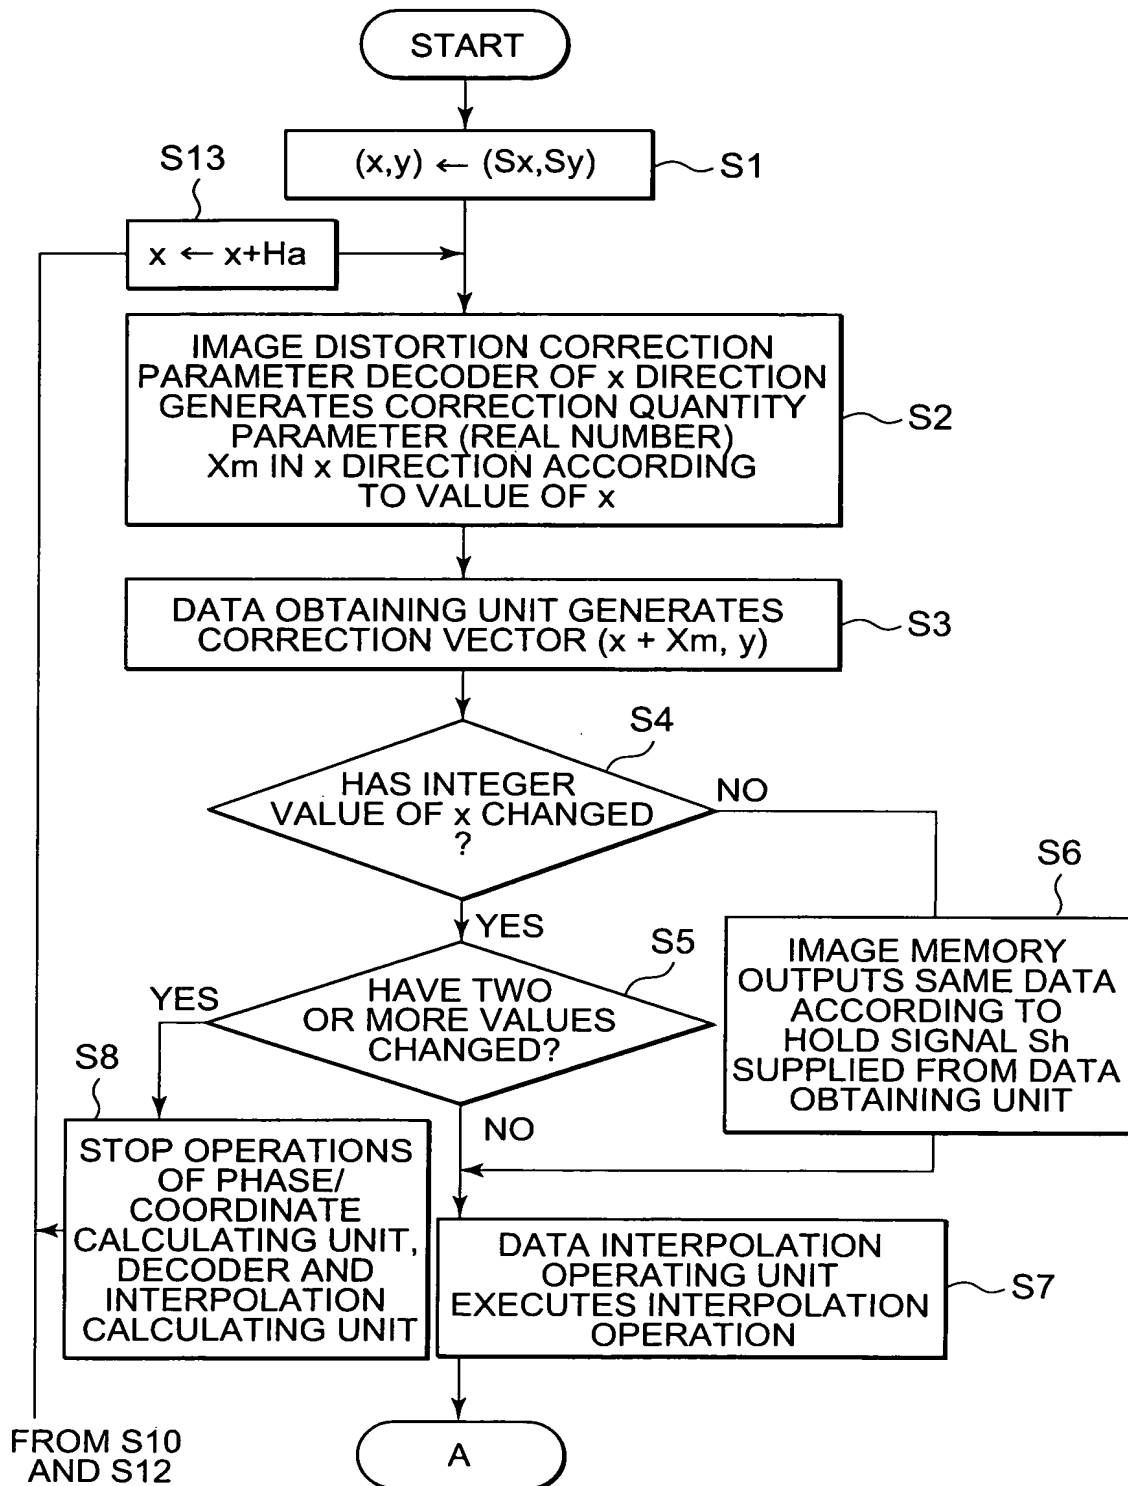 START
(x,y) ← (Sx,Sy)
S1
S13
x ← x+Ha
IMAGE DISTORTION CORRECTION
PARAMETER DECODER OF x DIRECTION
GENERATES CORRECTION QUANTITY
PARAMETER (REAL NUMBER)
Xm IN x DIRECTION ACCORDING
TO VALUE OF x
S2
DATA OBTAINING UNIT GENERATES
CORRECTION VECTOR (x + Xm, y)
S3
S4
HAS INTEGER
VALUE OF x CHANGED
?
NO
YES
S6
IMAGE MEMORY
OUTPUTS SAME DATA
ACCORDING TO
HOLD SIGNAL Sh
SUPPLIED FROM DATA
OBTAINING UNIT
S5
HAVE TWO
OR MORE VALUES
CHANGED?
YES
NO
S8
STOP OPERATIONS
OF PHASE/
COORDINATE
CALCULATING UNIT,
DECODER AND
INTERPOLATION
CALCULATING UNIT
DATA INTERPOLATION
OPERATING UNIT
EXECUTES INTERPOLATION
OPERATION
S7
FROM S10
AND S12
A